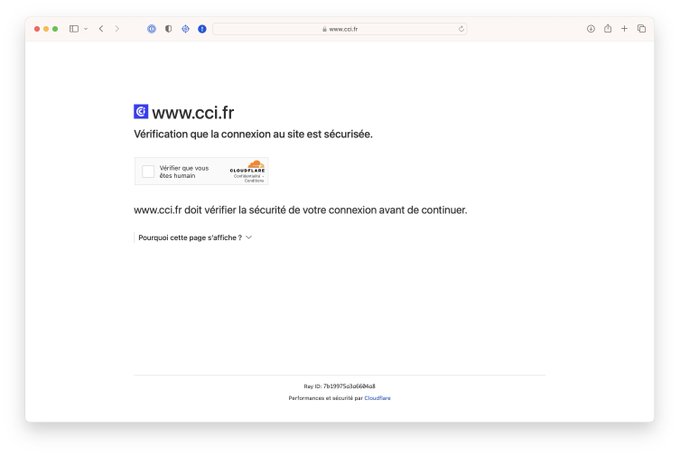 www.cci.fr
www.cci.fr
Vérification que la connexion au site est sécurisée.
Vérifier que vous
êtes humain
CLOUDFLARE
Confidentialité -
Conditions
www.cci.fr doit vérifier la sécurité de votre connexion avant de continuer.
Pourquoi cette page s'affiche ?
Ray ID: 7b19975a3a6604a8
Performances et sécurité par Cloudflare